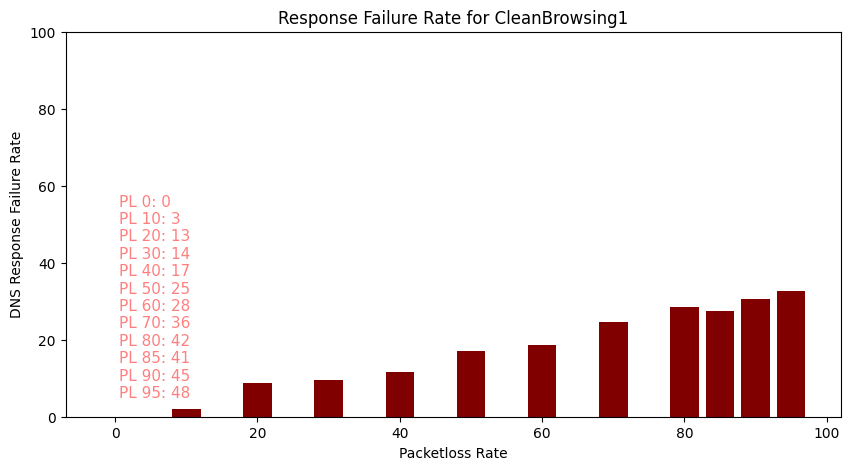 Response Failure Rate for CleanBrowsing1
100
80
60
40
20
0
DNS Response Failure Rate
PL 0: 0
PL 10: 3
PL 20: 13
PL 30: 14
PL 40: 17
PL 50: 25
PL 60: 28
PL 70: 36
PL 80: 42
PL 85: 41
PL 90: 45
PL 95: 48
0 20 40 60 80 100
Packetloss Rate